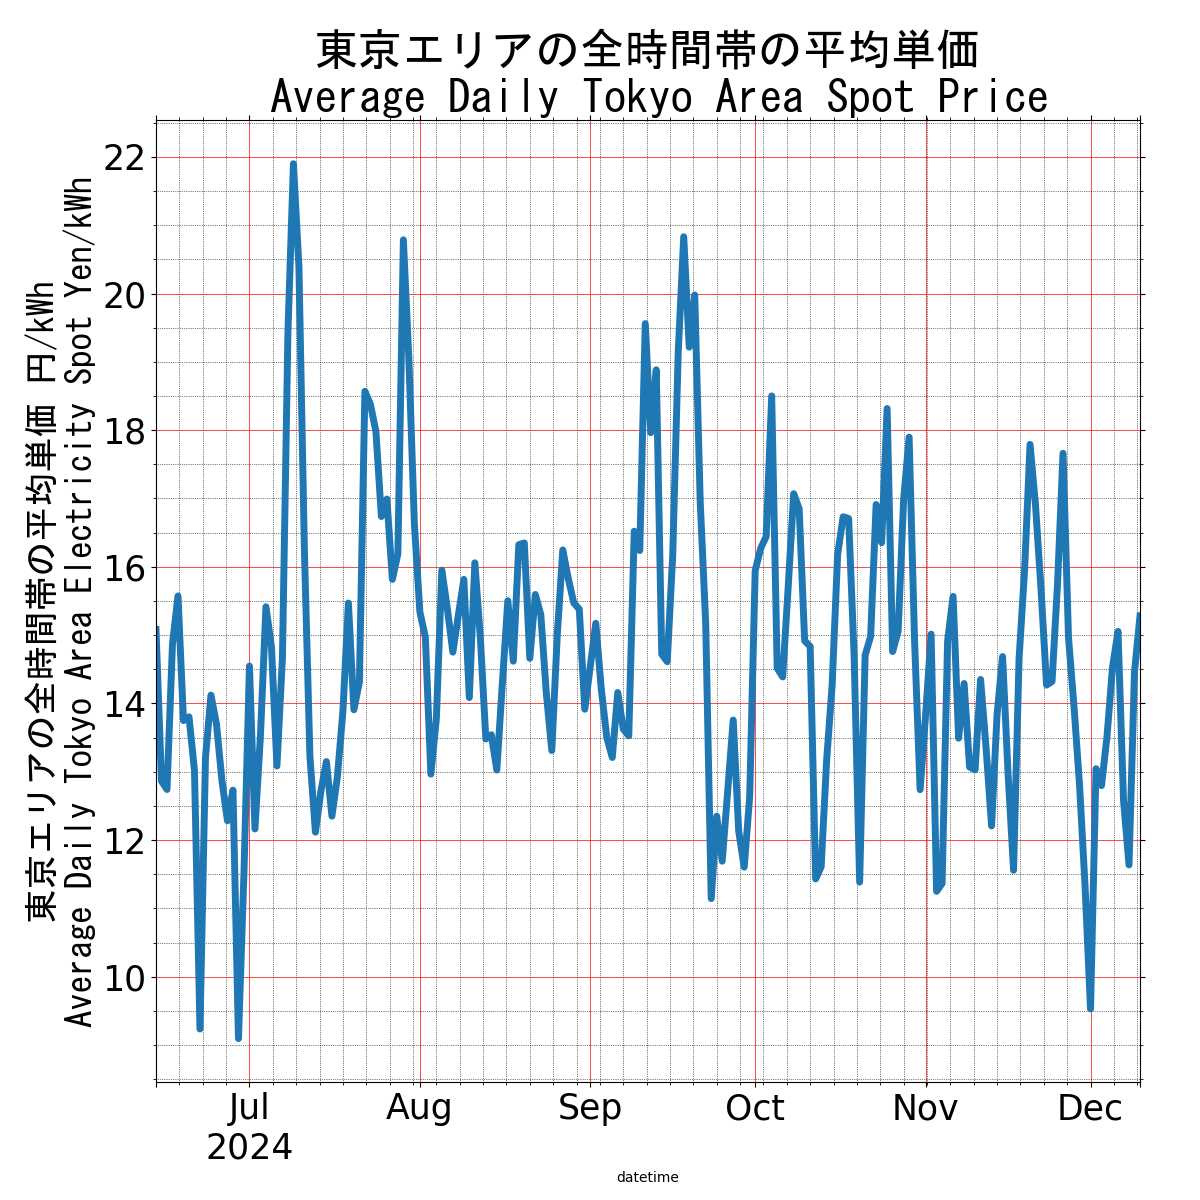 東京エリアの全時間帯の平均単価
Average Daily Tokyo Area Spot Price
東京エリアの全時間帯の平均単価 円/kWh
Average Daily Tokyo Area Electricity Spot Yen/kWh
22
20
18
16
14
12
10
Jul Aug Sep Oct Nov Dec
2024
datetime